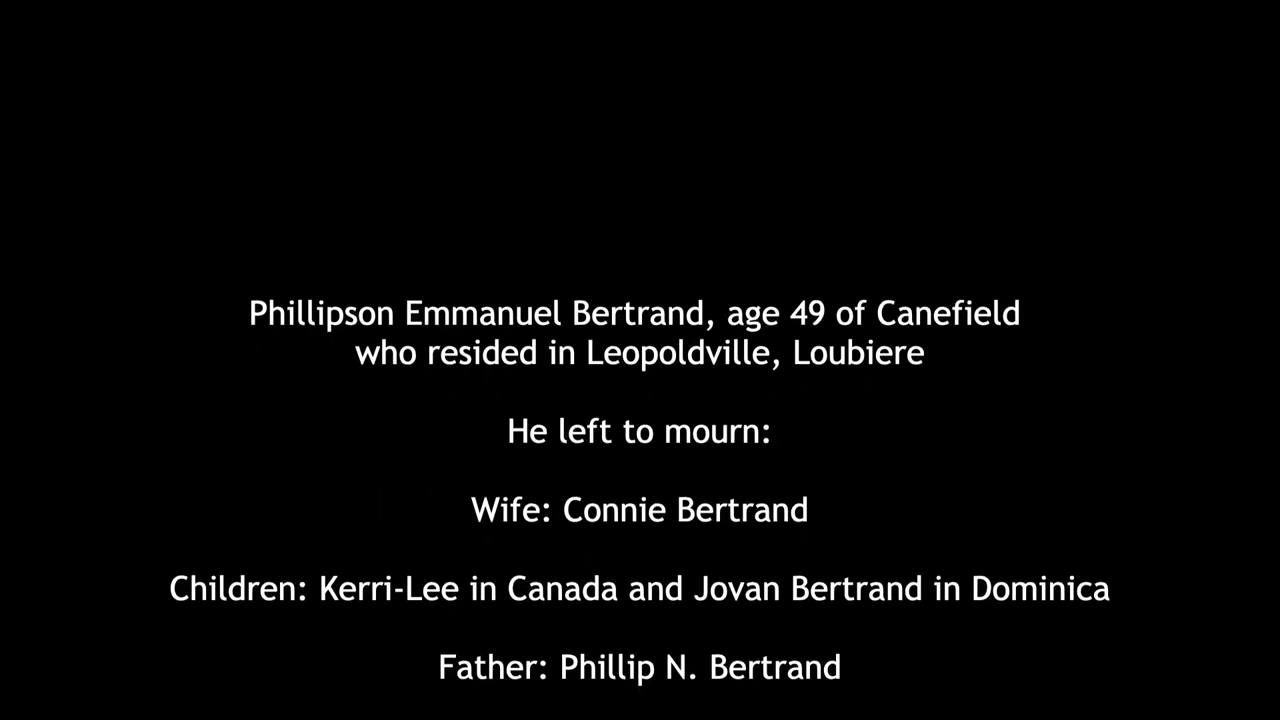 Phillipson Emmanuel Bertrand, age 49 of Canefield
who resided in Leopoldville, Loubiere
He left to mourn:
Wife: Connie Bertrand
Children: Kerri-Lee in Canada and Jovan Bertrand in Dominica
Father: Phillip N. Bertrand